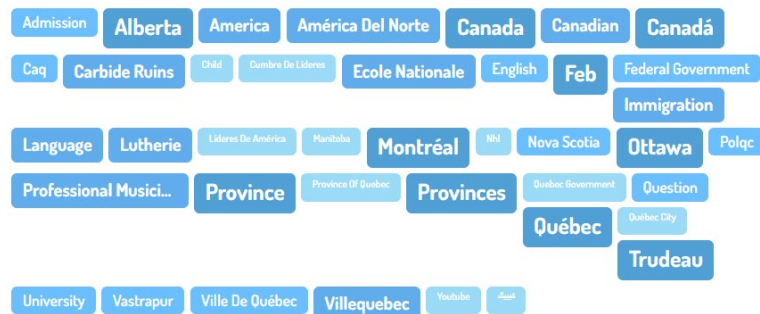 Admission Alberta America América Del Norte Canada Canadian Canadá
Caq Carbide Ruins Child Cumbre De Lideres Ecole Nationale English Feb Federal Government
Immigration
Language Lutherie Lideres De América Manitoba Montréal Nhl Nova Scotia Ottawa Polqc
Professional Musici... Province Province Of Quebec Provinces Quebec Government Question
Québec Québec City
Trudeau
University Vastrapur Ville De Québec Villequebec Youtube